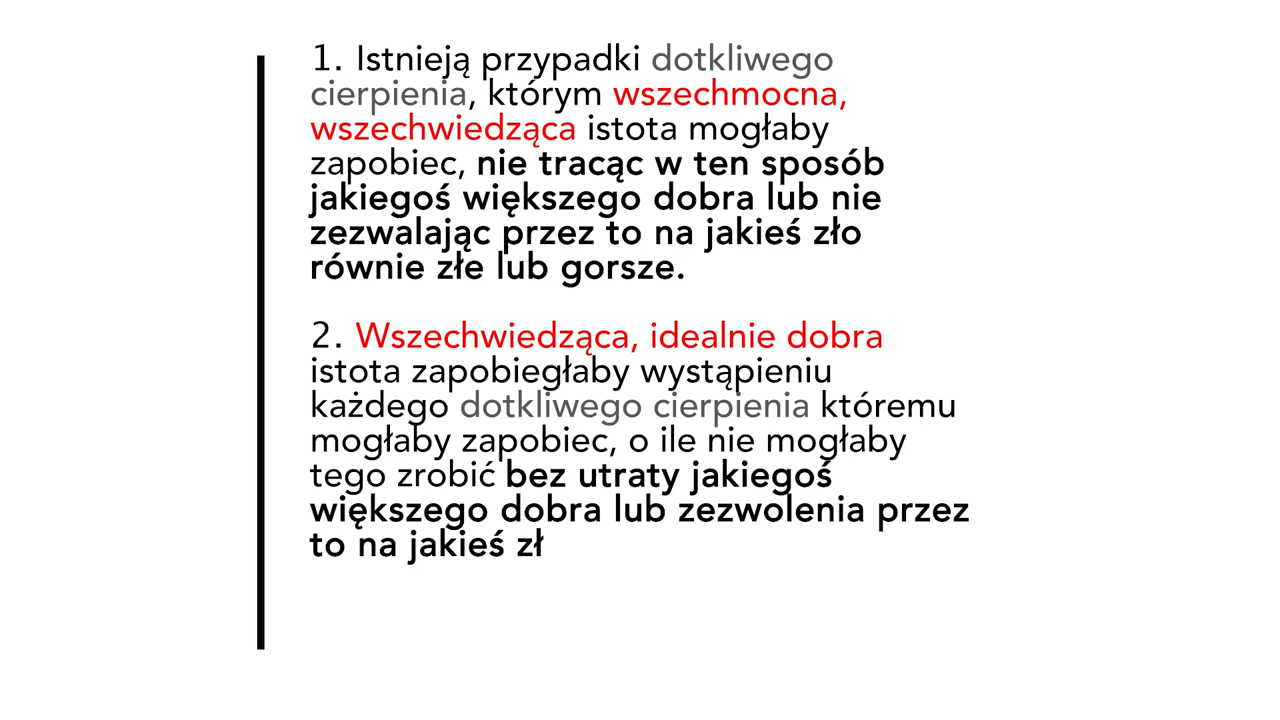 1. Istnieją przypadki dotkliwego
cierpienia, którym wszechmocna,
wszechwiedząca istota mogłaby
zapobiec, nie tracąc w ten sposób
jakiegoś większego dobra lub nie
zezwalając przez to na jakieś zło
równie złe lub gorsze.
2. Wszechwiedząca, idealnie dobra
istota zapobiegłaby wystąpieniu
każdego dotkliwego cierpienia któremu
mogłaby zapobiec, o ile nie mogłaby
tego zrobić bez utraty jakiegoś
większego dobra lub zezwolenia przez
to na jakieś zł